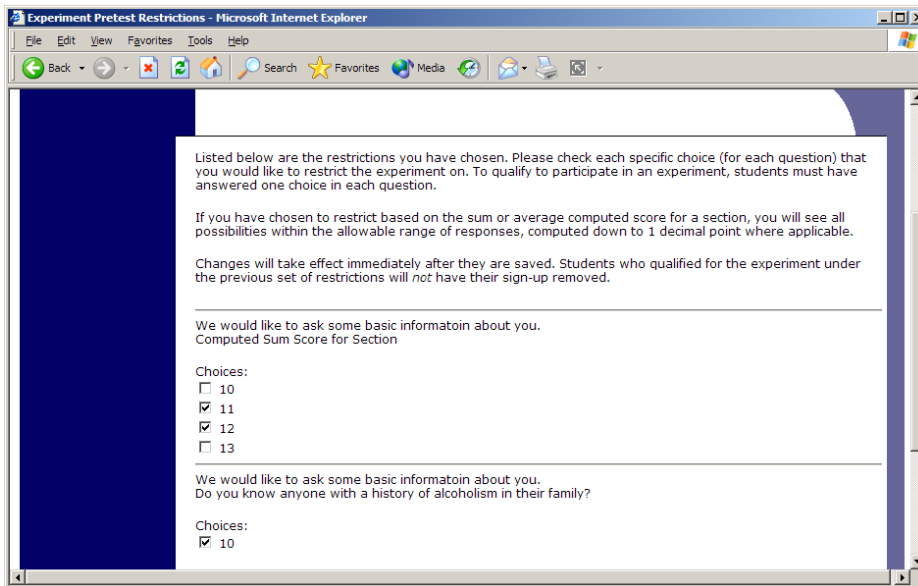 Experiment Pretest Restrictions - Microsoft Internet Explorer
File Edit View Favorites Tools Help
Back Search Favorites Media
Listed below are the restrictions you have chosen. Please check each specific choice (for each question) that
you would like to restrict the experiment on. To qualify to participate in an experiment, students must have
answered one choice in each question.
If you have chosen to restrict based on the sum or average computed score for a section, you will see all
possibilities within the allowable range of responses, computed down to 1 decimal point where applicable.
Changes will take effect immediately after they are saved. Students who qualified for the experiment under
the previous set of restrictions will not have their sign-up removed.
We would like to ask some basic informatoin about you.
Computed Sum Score for Section
Choices:
10
11
12
13
We would like to ask some basic informatoin about you.
Do you know anyone with a history of alcoholism in their family?
Choices:
10